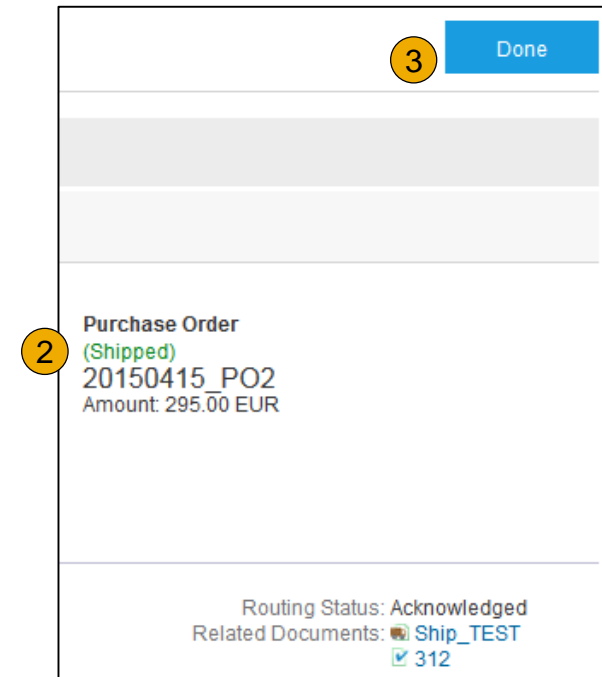 3
Done
Purchase Order
2
(Shipped)
20150415_PO2
Amount: 295.00 EUR
Routing Status: Acknowledged
Related Documents: Ship_TEST
312